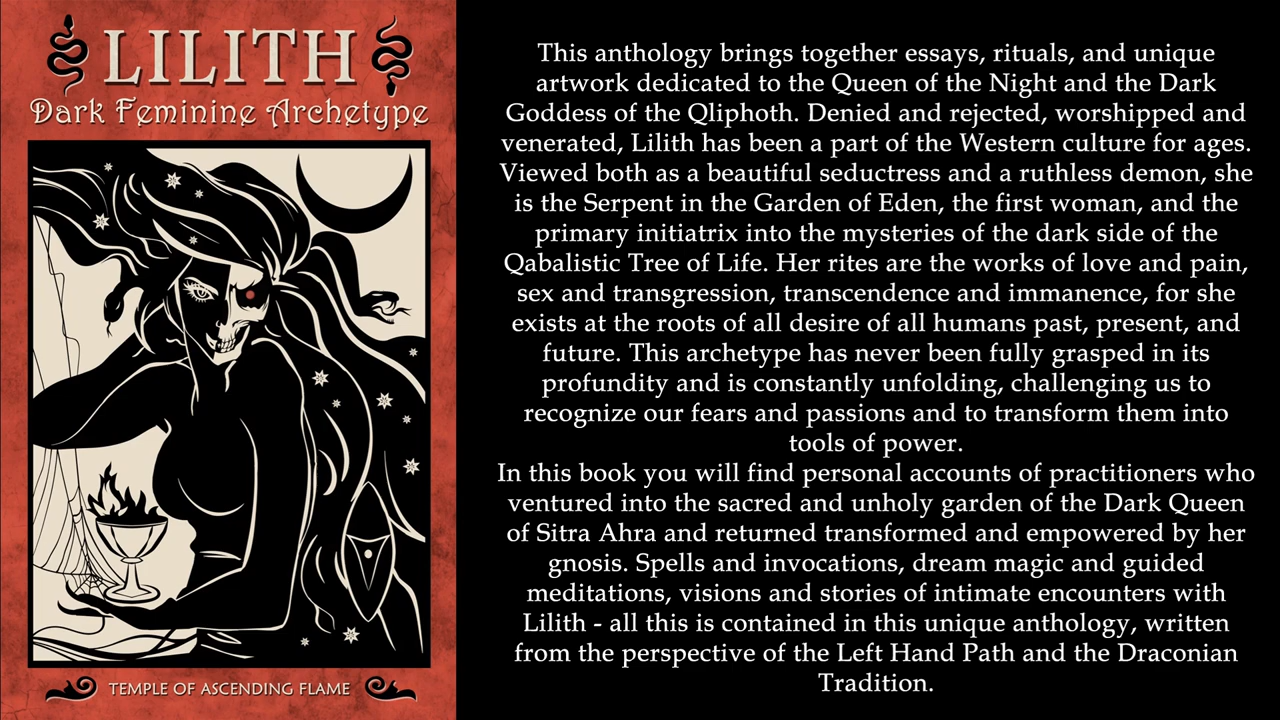 LILITH
Dark Feminine Archetype
TEMPLE OF ASCENDING FLAME
This anthology brings together essays, rituals, and unique
artwork dedicated to the Queen of the Night and the Dark
Goddess of the Qliphoth. Denied and rejected, worshipped and
venerated, Lilith has been a part of the Western culture for ages.
Viewed both as a beautiful seductress and a ruthless demon, she
is the Serpent in the Garden of Eden, the first woman, and the
primary initiatrix into the mysteries of the dark side of the
Qabalistic Tree of Life. Her rites are the works of love and pain,
sex and transgression, transcendence and immanence, for she
exists at the roots of all desire of all humans past, present, and
future. This archetype has never been fully grasped in its
profundity and is constantly unfolding, challenging us to
recognize our fears and passions and to transform them into
tools of power.
In this book you will find personal accounts of practitioners who
ventured into the sacred and unholy garden of the Dark Queen
of Sitra Ahra and returned transformed and empowered by her
gnosis. Spells and invocations, dream magic and guided
meditations, visions and stories of intimate encounters with
Lilith - all this is contained in this unique anthology, written
from the perspective of the Left Hand Path and the Draconian
Tradition.